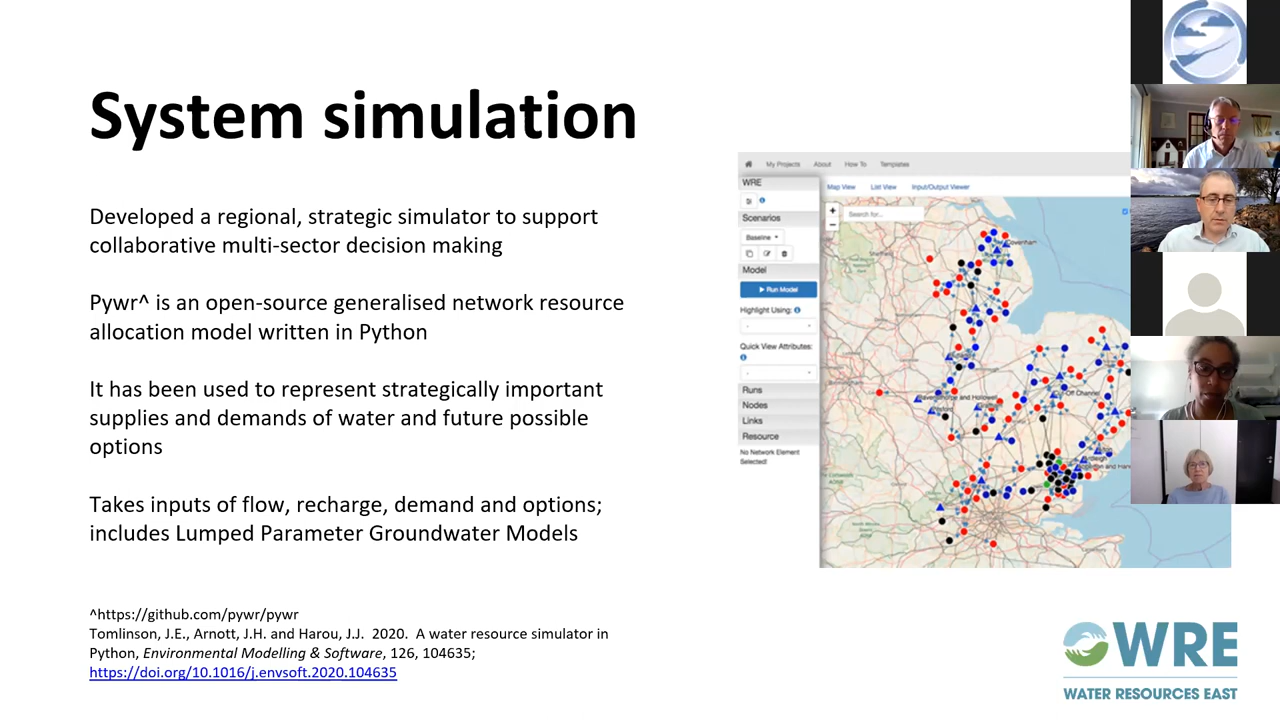 System simulation
Developed a regional, strategic simulator to support
collaborative multi-sector decision making
Pywr^ is an open-source generalised network resource
allocation model written in Python
It has been used to represent strategically important
supplies and demands of water and future possible
options
Takes inputs of flow, recharge, demand and options;
includes Lumped Parameter Groundwater Models
^https://github.com/pywr/pywr
Tomlinson, J.E., Arnott, J.H. and Harou, J.J. 2020. A water resource simulator in
Python, Environmental Modelling & Software, 126, 104635;
https://doi.org/10.1016/j.envsoft.2020.104635
My Projects About How To Templates
WRE
Map View List View Input/Output Viewer
Search for...
Scenarios
Baseline
Model
Run Model
Highlight Using:
Quick View Attributes:
Runs
Nodes
Links
Resource
No Network Element
Selected!
Covenham
WRE
WATER RESOURCES EAST